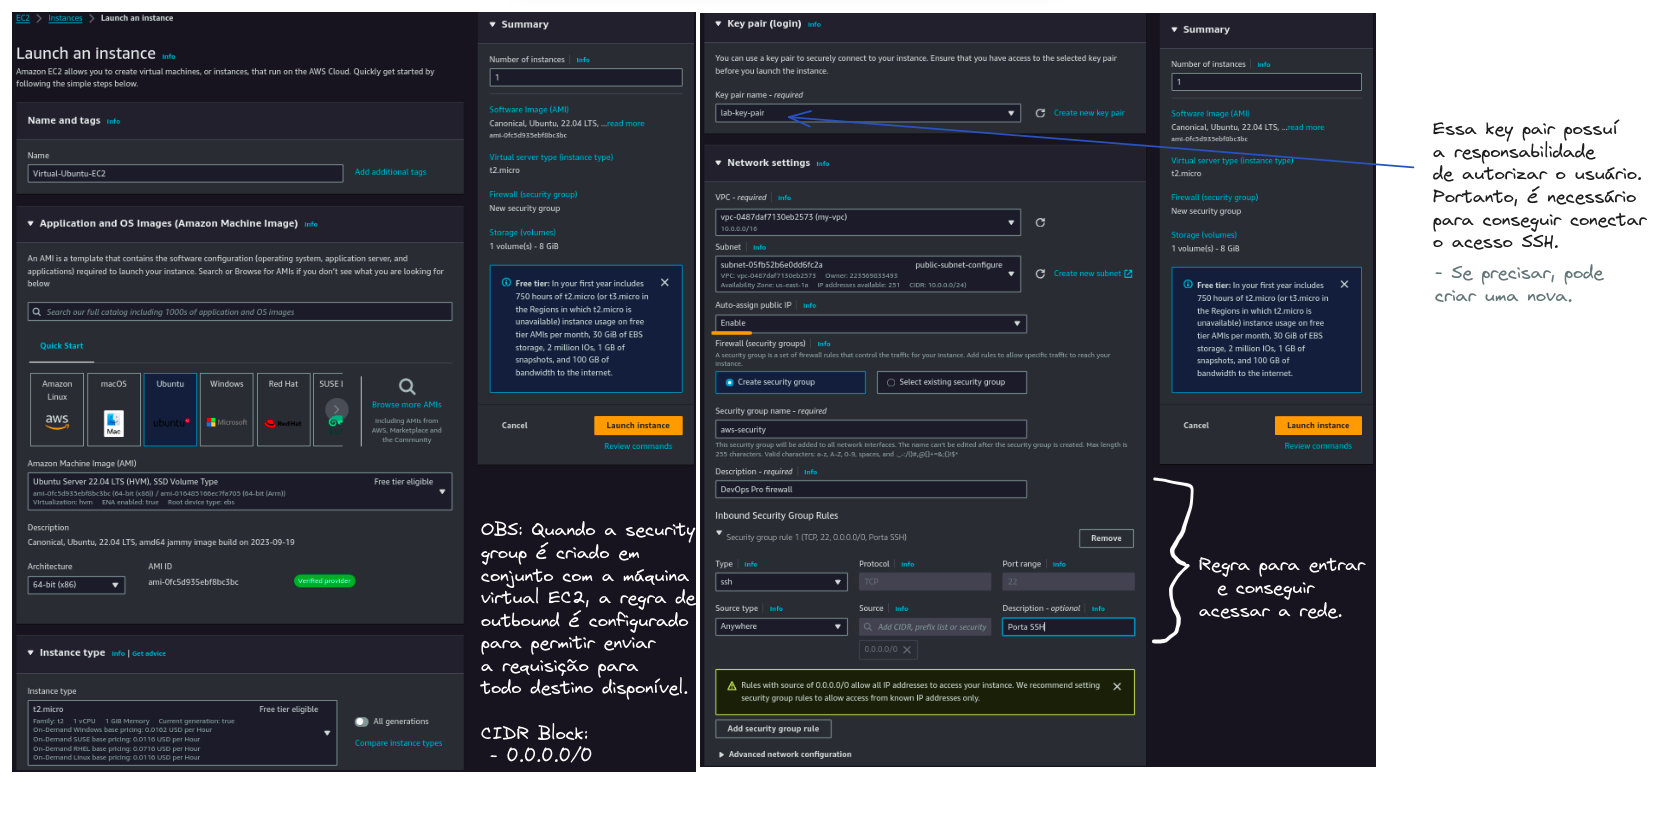 EC2 > Instances > Launch an instance
Launch an instance Info
Amazon EC2 allows you to create virtual machines, or instances, that run on the AWS Cloud. Quickly get started by
following the simple steps below.
Name and tags Info
Name
Virtual-Ubuntu-EC2
Add additional tags
Application and OS Images (Amazon Machine Image) Info
An AMI is a template that contains the software configuration (operating system, application server, and
applications) required to launch your instance. Search or Browse for AMIs if you don't see what you are looking for
below
Search our full catalog including 1000s of application and OS images
Quick Start
Amazon
Linux
aws
macOS
Mac
Ubuntu
ubuntu
Windows
Microsoft
Red Hat
RedHat
SUSE
Browse more AMIs
Including AMIs from
AWS, Marketplace and
the Community
Amazon Machine Image (AMI)
Ubuntu Server 22.04 LTS (HVM), SSD Volume Type
Free tier eligible
ami-0fc5d935ebf8bc3bc (64-bit (x86)) / ami-016485166ec7fa705 (64-bit (Arm))
Virtualization: hvm ENA enabled: true Root device type: ebs
Description
Canonical, Ubuntu, 22.04 LTS, amd64 jammy image build on 2023-09-19
Architecture
64-bit (x86)
AMI ID
ami-0fc5d935ebf8bc3bc
Verified provider
Instance type Info | Get advice
Instance type
t2.micro
Free tier eligible
Family: t2 1 vCPU 1 GiB Memory Current generation: true
On-Demand Windows base pricing: 0.0162 USD per Hour
On-Demand SUSE base pricing: 0.0116 USD per Hour
On-Demand RHEL base pricing: 0.0716 USD per Hour
On-Demand Linux base pricing: 0.0116 USD per Hour
All generations
Compare instance types
Summary
Number of instances Info
1
Software Image (AMI)
Canonical, Ubuntu, 22.04 LTS, ...read more
ami-0fc5d935ebf8bc3bc
Virtual server type (instance type)
t2.micro
Firewall (security group)
New security group
Storage (volumes)
1 volume(s) - 8 GiB
Free tier: In your first year includes
750 hours of t2.micro (or t3.micro in
the Regions in which t2.micro is
unavailable) instance usage on free
tier AMIs per month, 30 GiB of EBS
storage, 2 million IOs, 1 GB of
snapshots, and 100 GB of
bandwidth to the internet.
Cancel
Launch instance
Review commands
OBS: Quando a security
group é criado em
conjunto com a máquina
virtual EC2, a regra de
outbound é configurado
para permitir enviar
a requisição para
todo destino disponível.
CIDR Block:
- 0.0.0.0/0
Key pair (login) Info
You can use a key pair to securely connect to your instance. Ensure that you have access to the selected key pair
before you launch the instance.
Key pair name - required
lab-key-pair
Create new key pair
Network settings Info
VPC - required Info
vpc-0487daf7130eb2573 (my-vpc)
10.0.0.0/16
Subnet Info
subnet-05fb52b6e0dd6fc2a
public-subnet-configure
VPC: vpc-0487daf7130eb2573 Owner: 223569033493
Availability Zone: us-east-1a IP addresses available: 251 CIDR: 10.0.0.0/24)
Create new subnet
Auto-assign public IP Info
Enable
Firewall (security groups) Info
A security group is a set of firewall rules that control the traffic for your instance. Add rules to allow specific traffic to reach your
instance.
Create security group
Select existing security group
Security group name - required
aws-security
This security group will be added to all network interfaces. The name can't be edited after the security group is created. Max length is
255 characters. Valid characters: a-z, A-Z, 0-9, spaces, and ._-:/()#,@[]+=&;{}!$*
Description - required Info
DevOps Pro firewall
Inbound Security Group Rules
Security group rule 1 (TCP, 22, 0.0.0.0/0, Porta SSH)
Remove
Type Info
ssh
Protocol Info
TCP
Port range Info
22
Source type Info
Anywhere
Source Info
Add CIDR, prefix list or security
0.0.0.0/0
Description - optional Info
Porta SSH
Rules with source of 0.0.0.0/0 allow all IP addresses to access your instance. We recommend setting
security group rules to allow access from known IP addresses only.
Add security group rule
Advanced network configuration
Summary
Number of instances Info
1
Software Image (AMI)
Canonical, Ubuntu, 22.04 LTS, ...read more
ami-0fc5d935ebf8bc3bc
Virtual server type (instance type)
t2.micro
Firewall (security group)
New security group
Storage (volumes)
1 volume(s) - 8 GiB
Free tier: In your first year includes
750 hours of t2.micro (or t3.micro in
the Regions in which t2.micro is
unavailable) instance usage on free
tier AMIs per month, 30 GiB of EBS
storage, 2 million IOs, 1 GB of
snapshots, and 100 GB of
bandwidth to the internet.
Cancel
Launch instance
Review commands
Regra para entrar
e conseguir
acessar a rede.
Essa key pair possuí
a responsabilidade
de autorizar o usuário.
Portanto, é necessário
para conseguir conectar
o acesso SSH.
- Se precisar, pode
criar uma nova.